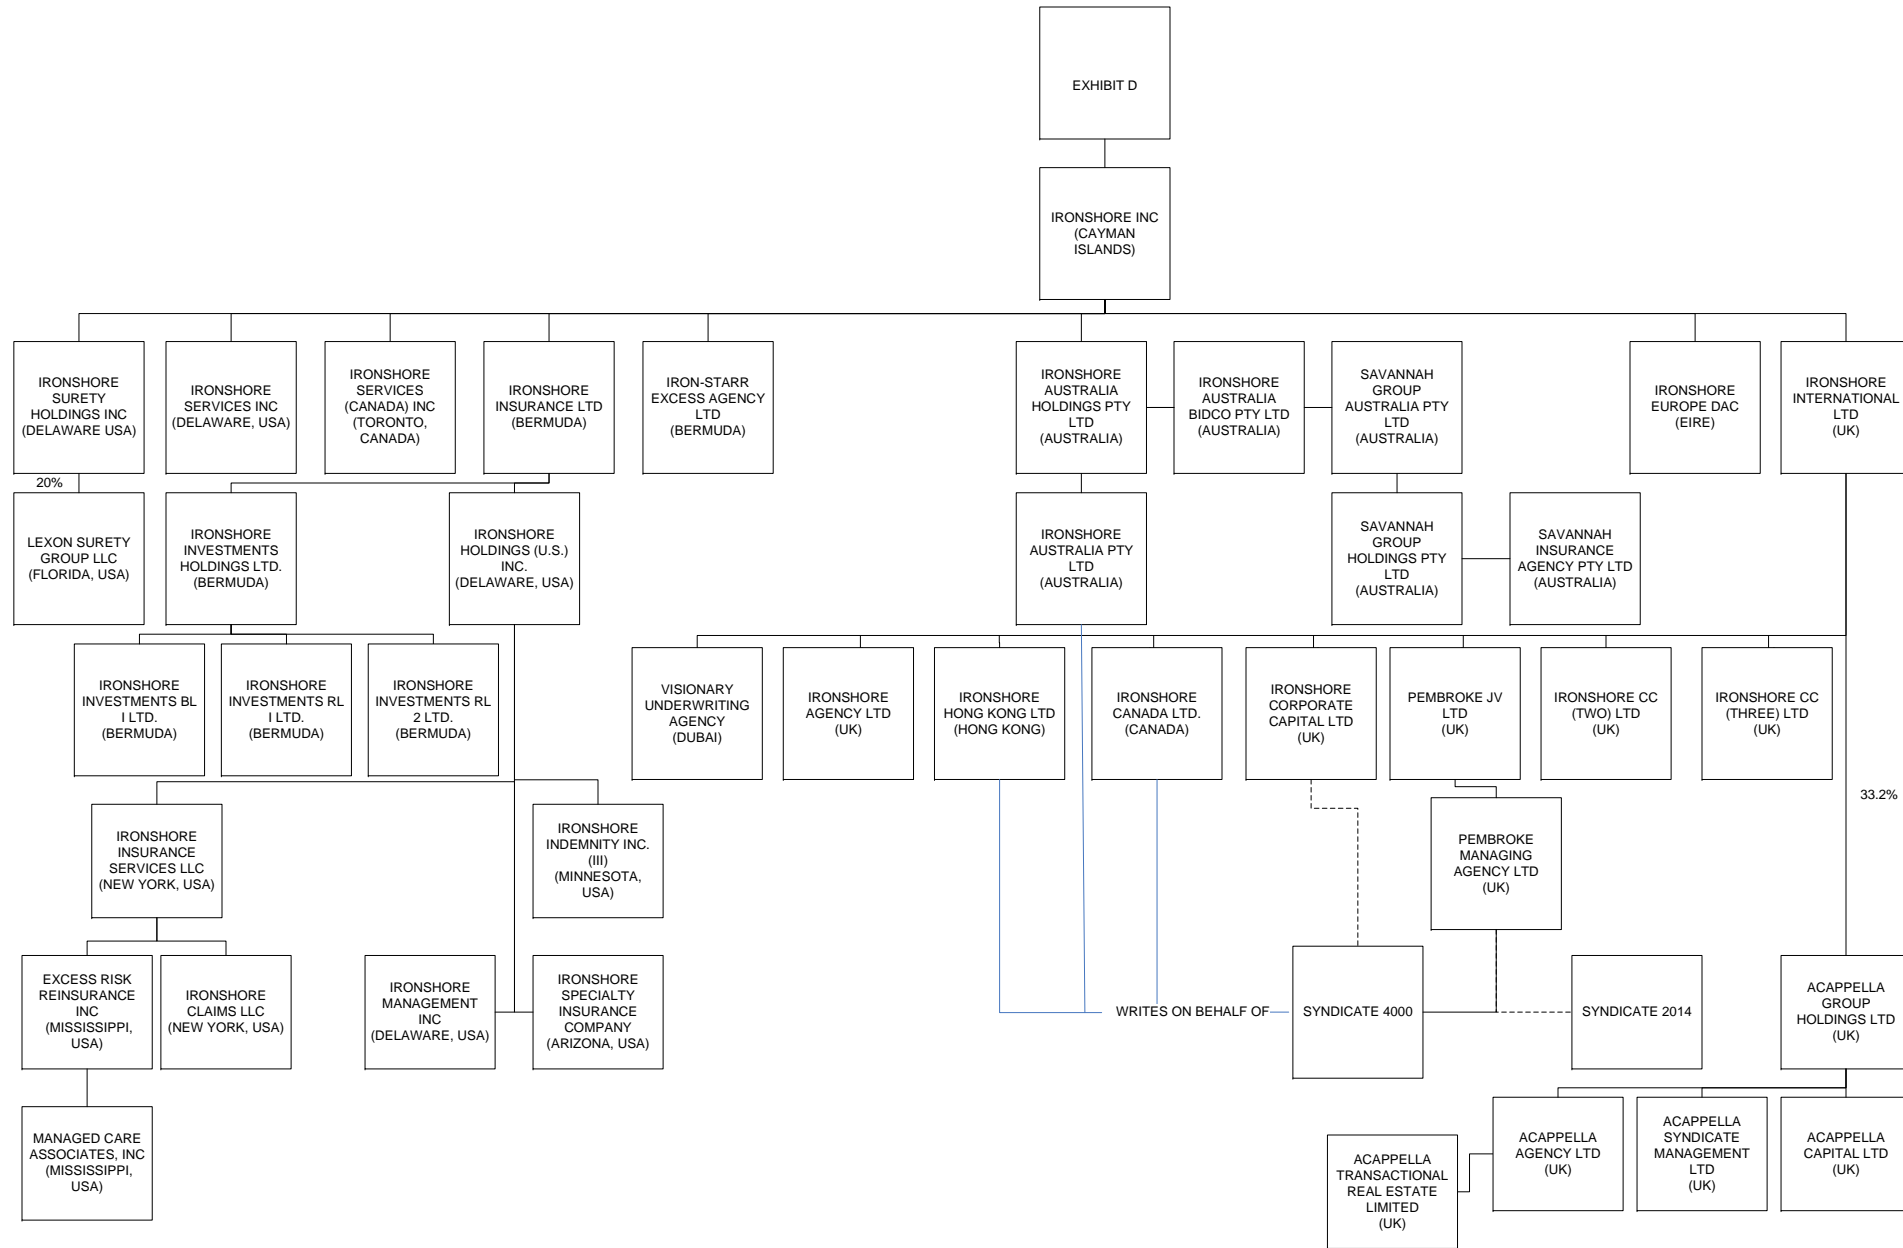 EXHIBIT D
IRONSHORE INC
(CAYMAN
ISLANDS)
IRONSHORE
SURETY
HOLDINGS INC
(DELAWARE USA)
IRONSHORE
SERVICES INC
(DELAWARE, USA)
IRONSHORE
SERVICES
(CANADA) INC
(TORONTO,
CANADA)
IRONSHORE
INSURANCE LTD
(BERMUDA)
IRON-STARR
EXCESS AGENCY
LTD
(BERMUDA)
IRONSHORE
AUSTRALIA
HOLDINGS PTY
LTD
(AUSTRALIA)
IRONSHORE
AUSTRALIA
BIDCO PTY LTD
(AUSTRALIA)
SAVANNAH
GROUP
AUSTRALIA PTY
LTD
(AUSTRALIA)
IRONSHORE
EUROPE DAC
(EIRE)
IRONSHORE
INTERNATIONAL
LTD
(UK)
20%
LEXON SURETY
GROUP LLC
(FLORIDA, USA)
IRONSHORE
INVESTMENTS
HOLDINGS LTD.
(BERMUDA)
IRONSHORE
HOLDINGS (U.S.)
INC.
(DELAWARE, USA)
IRONSHORE
AUSTRALIA PTY
LTD
(AUSTRALIA)
SAVANNAH
GROUP
HOLDINGS PTY
LTD
(AUSTRALIA)
SAVANNAH
INSURANCE
AGENCY PTY LTD
(AUSTRALIA)
IRONSHORE
INVESTMENTS BL
I LTD.
(BERMUDA)
IRONSHORE
INVESTMENTS RL
I LTD.
(BERMUDA)
IRONSHORE
INVESTMENTS RL
2 LTD.
(BERMUDA)
VISIONARY
UNDERWRITING
AGENCY
(DUBAI)
IRONSHORE
AGENCY LTD
(UK)
IRONSHORE
HONG KONG LTD
(HONG KONG)
IRONSHORE
CANADA LTD.
(CANADA)
IRONSHORE
CORPORATE
CAPITAL LTD
(UK)
PEMBROKE JV
LTD
(UK)
IRONSHORE CC
(TWO) LTD
(UK)
IRONSHORE CC
(THREE) LTD
(UK)
33.2%
IRONSHORE
INSURANCE
SERVICES LLC
(NEW YORK, USA)
IRONSHORE
INDEMNITY INC.
(III)
(MINNESOTA,
USA)
PEMBROKE
MANAGING
AGENCY LTD
(UK)
EXCESS RISK
REINSURANCE
INC
(MISSISSIPPI,
USA)
IRONSHORE
CLAIMS LLC
(NEW YORK, USA)
IRONSHORE
MANAGEMENT
INC
(DELAWARE, USA)
IRONSHORE
SPECIALTY
INSURANCE
COMPANY
(ARIZONA, USA)
WRITES ON BEHALF OF
SYNDICATE 4000
SYNDICATE 2014
ACAPPELLA
GROUP
HOLDINGS LTD
(UK)
MANAGED CARE
ASSOCIATES, INC
(MISSISSIPPI,
USA)
ACAPPELLA
TRANSACTIONAL
REAL ESTATE
LIMITED
(UK)
ACAPPELLA
AGENCY LTD
(UK)
ACAPPELLA
SYNDICATE
MANAGEMENT
LTD
(UK)
ACAPPELLA
CAPITAL LTD
(UK)